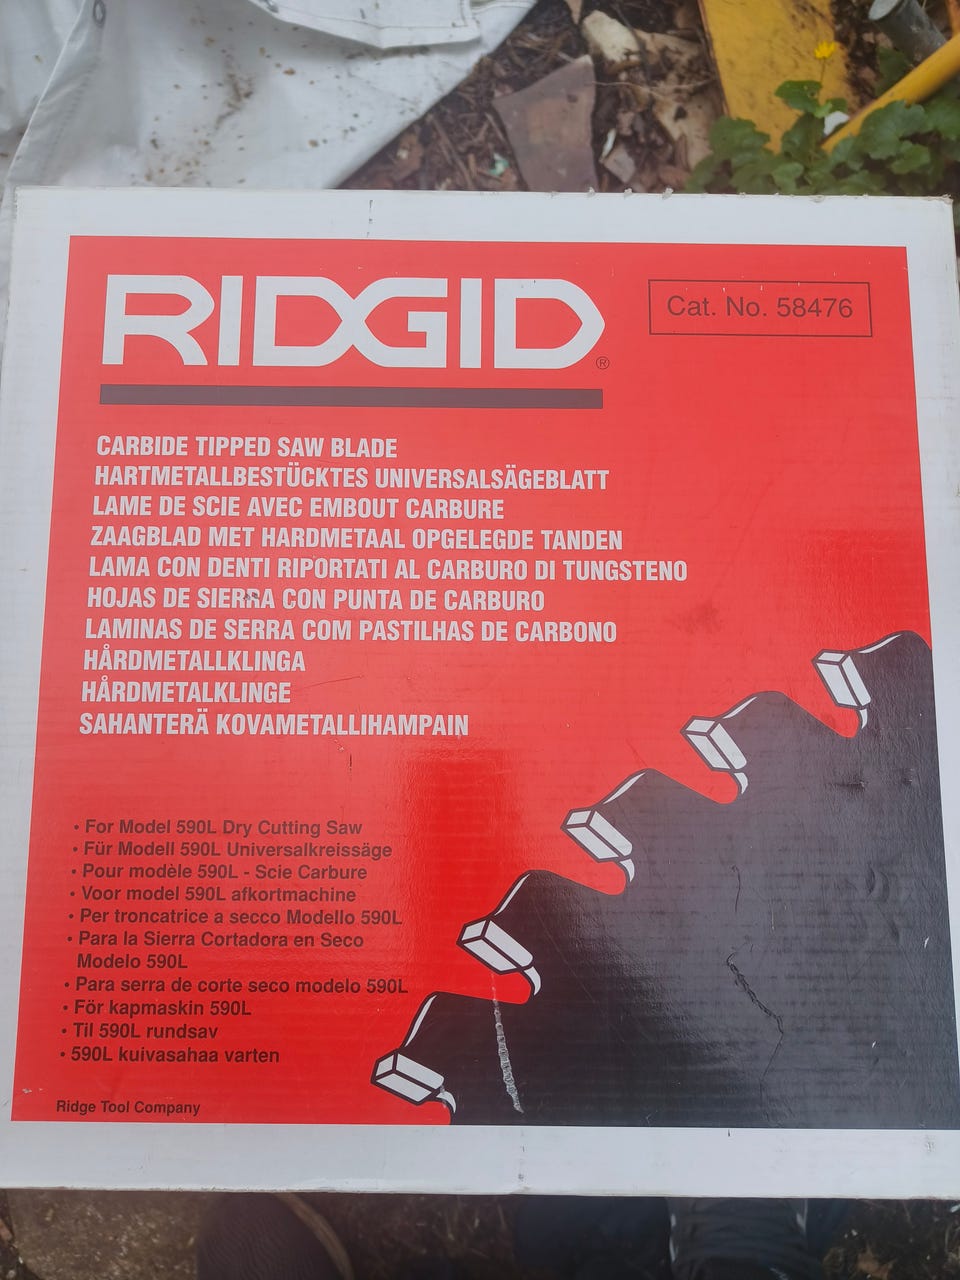 RIDGID®
Cat. No. 58476
CARBIDE TIPPED SAW BLADE
HARTMETALLBESTÜCKTES UNIVERSALSÄGEBLATT
LAME DE SCIE AVEC EMBOUT CARBURE
ZAAGBLAD MET HARDMETAAL OPGELEGDE TANDEN
LAMA CON DENTI RIPORTATI AL CARBURO DI TUNGSTENO
HOJAS DE SIERRA CON PUNTA DE CARBURO
LAMINAS DE SERRA COM PASTILHAS DE CARBONO
HÅRDMETALLKLINGA
HÅRDMETALKLINGE
SAHANTERÄ KOVAMETALLIHAMPAIN
• For Model 590L Dry Cutting Saw
• Für Modell 590L Universalkreissäge
• Pour modèle 590L - Scie Carbure
• Voor model 590L afkortmachine
• Per troncatrice a secco Modello 590L
• Para la Sierra Cortadora en Seco
Modelo 590L
• Para serra de corte seco modelo 590L
• För kapmaskin 590L
• Til 590L rundsav
• 590L kuivasahaa varten
Ridge Tool Company